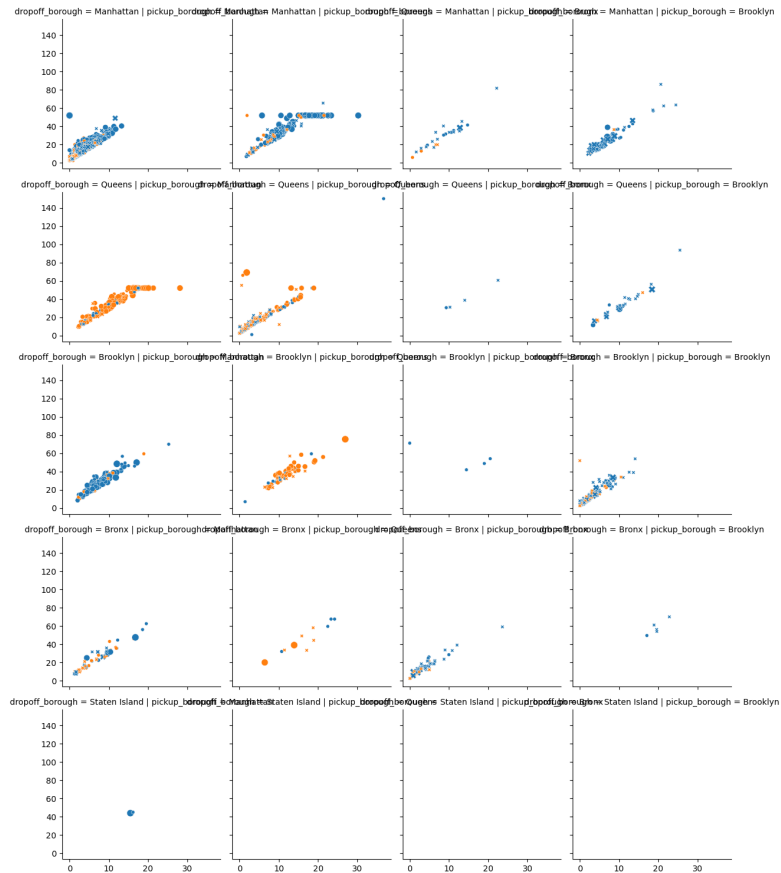 dropoff_borough = Manhattan | pickup_borough = Manhattan
dropoff_borough = Manhattan | pickup_borough = Queens
dropoff_borough = Manhattan | pickup_borough = Bronx
dropoff_borough = Manhattan | pickup_borough = Brooklyn
140
120
100
80
60
40
20
0
dropoff_borough = Queens | pickup_borough = Manhattan
dropoff_borough = Queens | pickup_borough = Queens
dropoff_borough = Queens | pickup_borough = Bronx
dropoff_borough = Queens | pickup_borough = Brooklyn
140
120
100
80
60
40
20
0
dropoff_borough = Brooklyn | pickup_borough = Manhattan
dropoff_borough = Brooklyn | pickup_borough = Queens
dropoff_borough = Brooklyn | pickup_borough = Bronx
dropoff_borough = Brooklyn | pickup_borough = Brooklyn
140
120
100
80
60
40
20
0
dropoff_borough = Bronx | pickup_borough = Manhattan
dropoff_borough = Bronx | pickup_borough = Queens
dropoff_borough = Bronx | pickup_borough = Bronx
dropoff_borough = Bronx | pickup_borough = Brooklyn
140
120
100
80
60
40
20
0
dropoff_borough = Staten Island | pickup_borough = Manhattan
dropoff_borough = Staten Island | pickup_borough = Queens
dropoff_borough = Staten Island | pickup_borough = Bronx
dropoff_borough = Staten Island | pickup_borough = Brooklyn
140
120
100
80
60
40
20
0
0 10 20 30
0 10 20 30
0 10 20 30
0 10 20 30